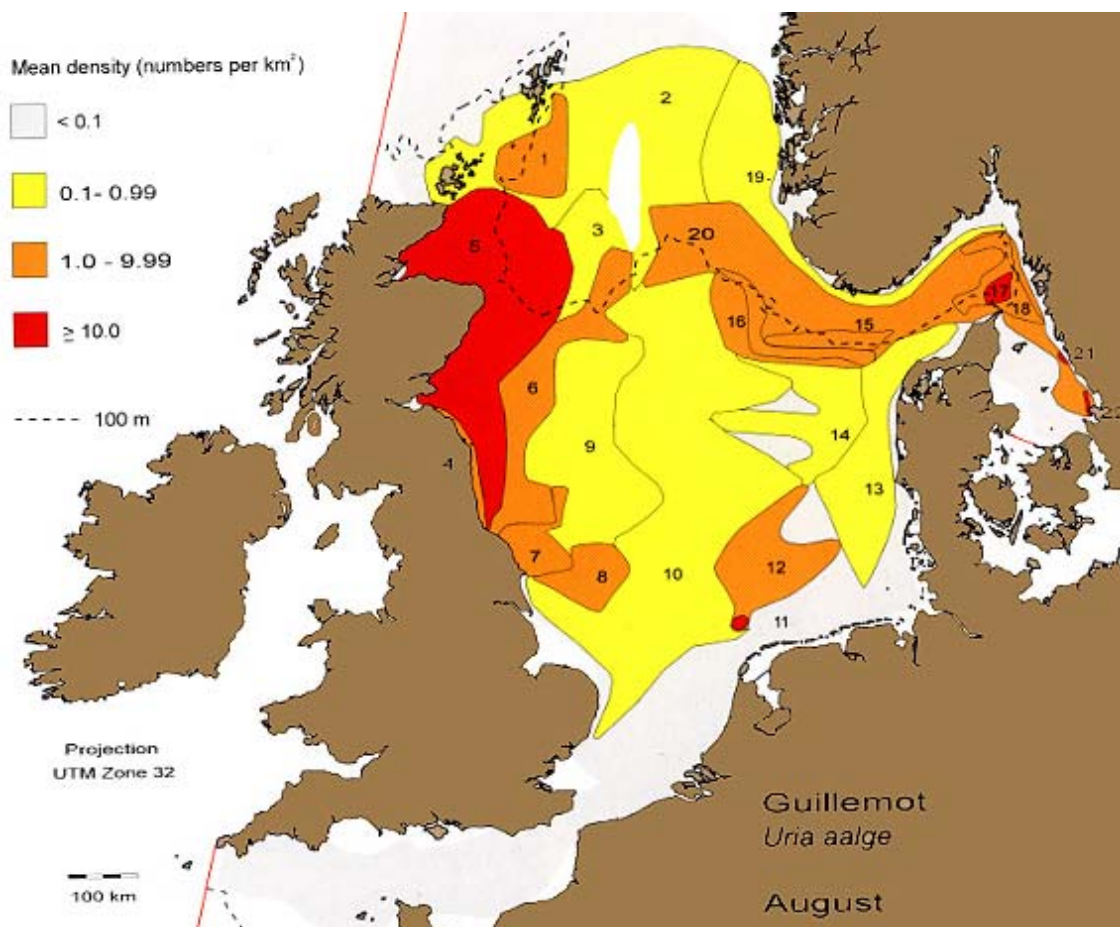 Mean density (numbers per km²)
< 0.1
0.1- 0.99
1.0 - 9.99
≥ 10.0
100 m
2
1
19
3
20
5
17
18
16
15
21
6
22
4
9
14
13
7
8
10
12
11
Projection
UTM Zone 32
100 km
Guillemot
Uria aalge
August